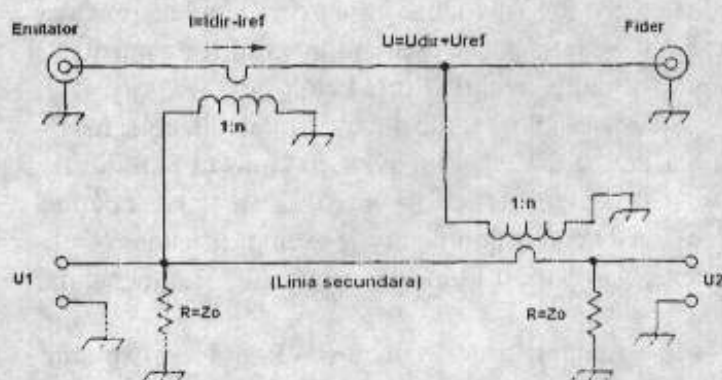 Emitator
I=Idir-Iref
U=Udir+Uref
Fider
1:n
1:n
U1
(Linia secundara)
U2
R=Zo
R=Zo